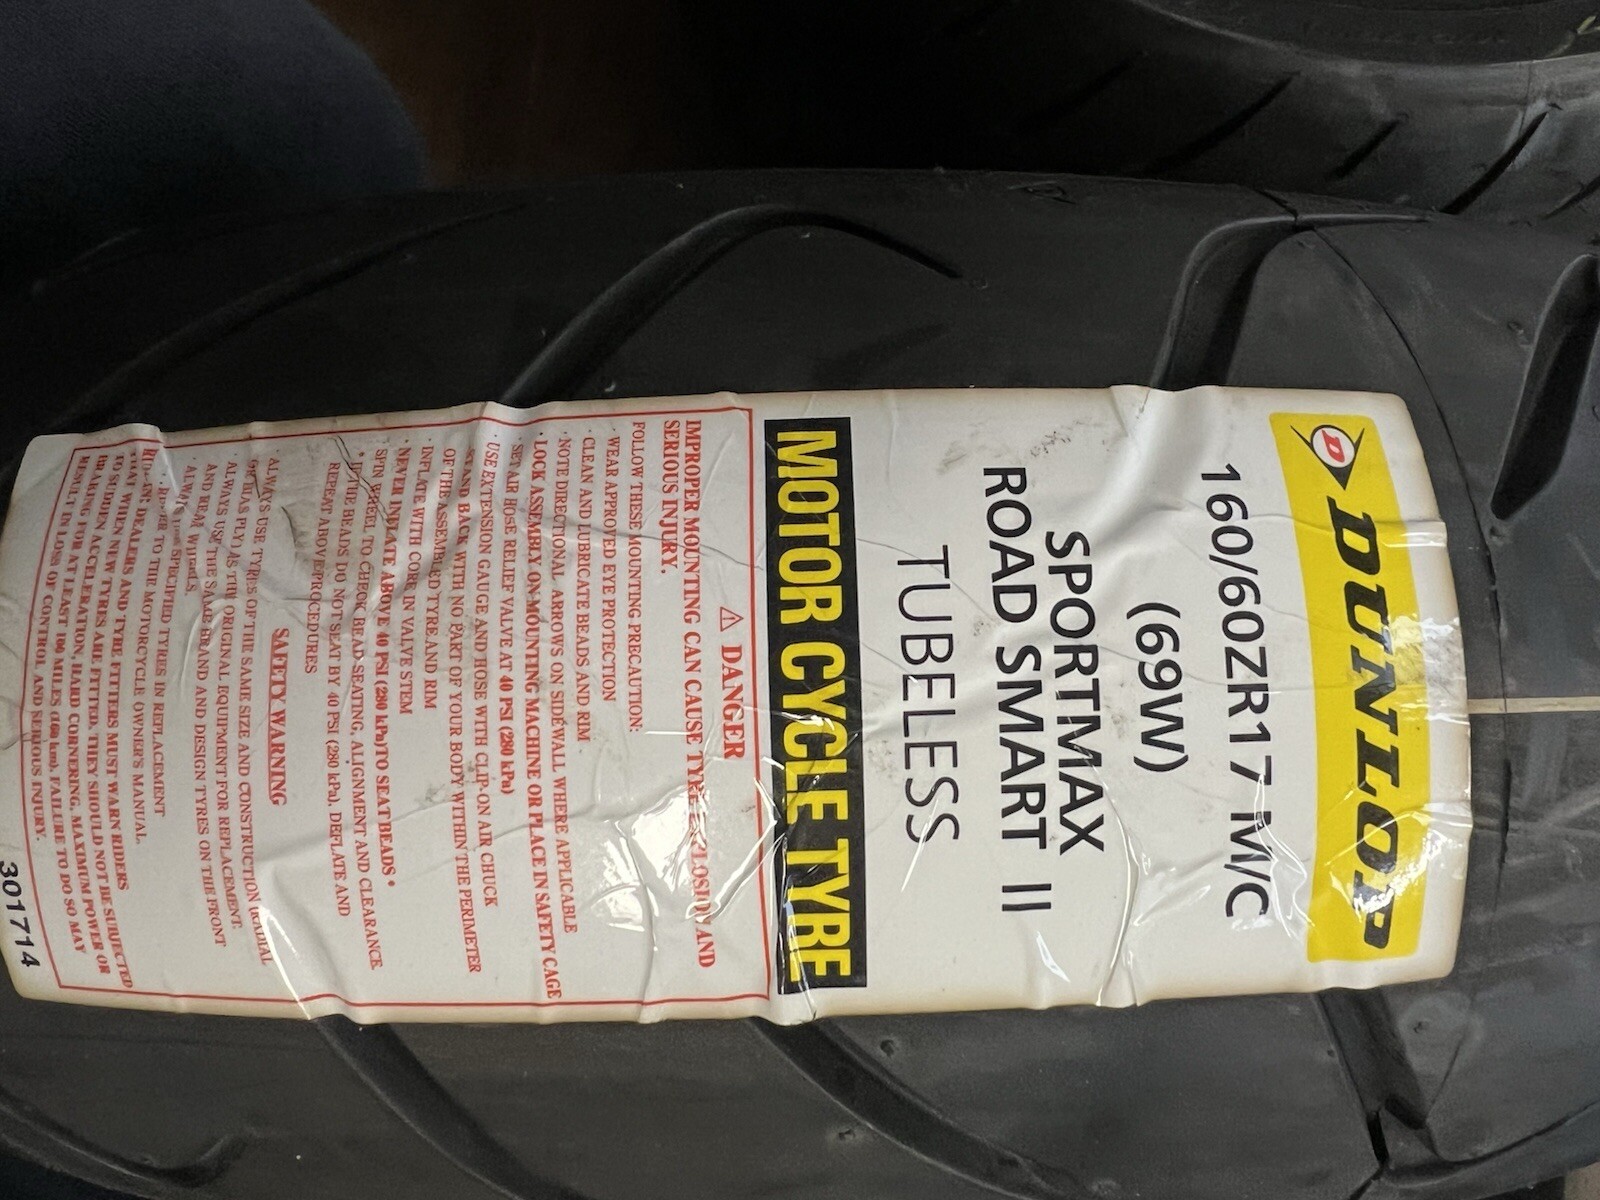 DUNLOP
160/60ZR17 M/C
(69W)
SPORTMAX
ROAD SMART II
TUBELESS
MOTOR CYCLE TYRE
⚠ DANGER
IMPROPER MOUNTING CAN CAUSE TYRE EXPLOSION AND
SERIOUS INJURY.
FOLLOW THESE MOUNTING PRECAUTION:
· WEAR APPROVED EYE PROTECTION
· CLEAN AND LUBRICATE BEADS AND RIM
· NOTE DIRECTIONAL ARROWS ON SIDEWALL WHERE APPLICABLE
· LOCK ASSEMBLY ON MOUNTING MACHINE OR PLACE IN SAFETY CAGE
SET AIR HOSE RELIEF VALVE AT 40 PSI (280 kPa)
· USE EXTENSION GAUGE AND HOSE WITH CLIP-ON AIR CHUCK
STAND BACK WITH NO PART OF YOUR BODY WITHIN THE PERIMETER
OF THE ASSEMBLED TYRE AND RIM
· INFLATE WITH CORE IN VALVE STEM
· NEVER INFLATE ABOVE 40 PSI (280 kPa) TO SEAT BEADS *
SPIN WHEEL TO CHECK BEAD SEATING, ALIGNMENT AND CLEARANCE.
* IF THE BEADS DO NOT SEAT BY 40 PSI (280 kPa), DEFLATE AND
REPEAT ABOVE PROCEDURES
SAFETY WARNING
· ALWAYS USE TYRES OF THE SAME SIZE AND CONSTRUCTION (RADIAL
OR BIAS PLY) AS THE ORIGINAL EQUIPMENT FOR REPLACEMENT.
· ALWAYS USE THE SAME BRAND AND DESIGN TYRES ON THE FRONT
AND REAR WHEELS.
· ALWAYS SPECIFIED TYRES IN REPLACEMENT
REFER TO THE MOTORCYCLE OWNER'S MANUAL.
DEALERS AND TYRE FITTERS MUST WARN RIDERS
THAT WHEN NEW TYRES ARE FITTED, THEY SHOULD NOT BE SUBJECTED
TO SUDDEN ACCELERATION, HARD CORNERING, MAXIMUM POWER OR
BRAKING FOR AT LEAST 100 MILES (160 km). FAILURE TO DO SO MAY
RESULT IN LOSS OF CONTROL AND SERIOUS INJURY.
301714